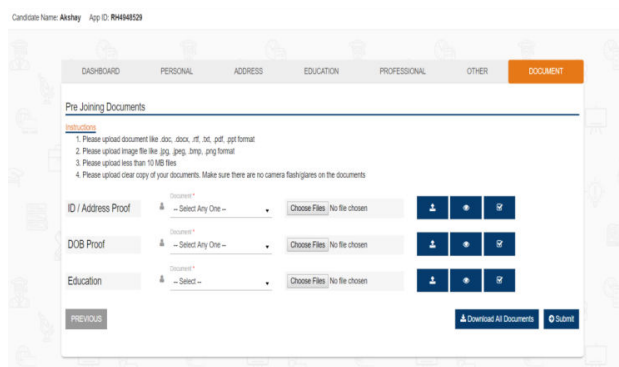 Candidate Name: Akshay App ID: RH4948529
DASHBOARD PERSONAL ADDRESS EDUCATION PROFESSIONAL OTHER DOCUMENT
Pre Joining Documents
Instructions
1. Please upload document like .doc, .docx, .rtf, .txt, .pdf, .ppt format
2. Please upload image file like .jpg, .jpeg, .bmp, .png format
3. Please upload less than 10 MB files
4. Please upload clear copy of your documents. Make sure there are no camera flash/glares on the documents
Document *
ID / Address Proof -- Select Any One -- Choose Files No file chosen
Document *
DOB Proof -- Select Any One -- Choose Files No file chosen
Document *
Education -- Select -- Choose Files No file chosen
PREVIOUS Download All Documents Submit